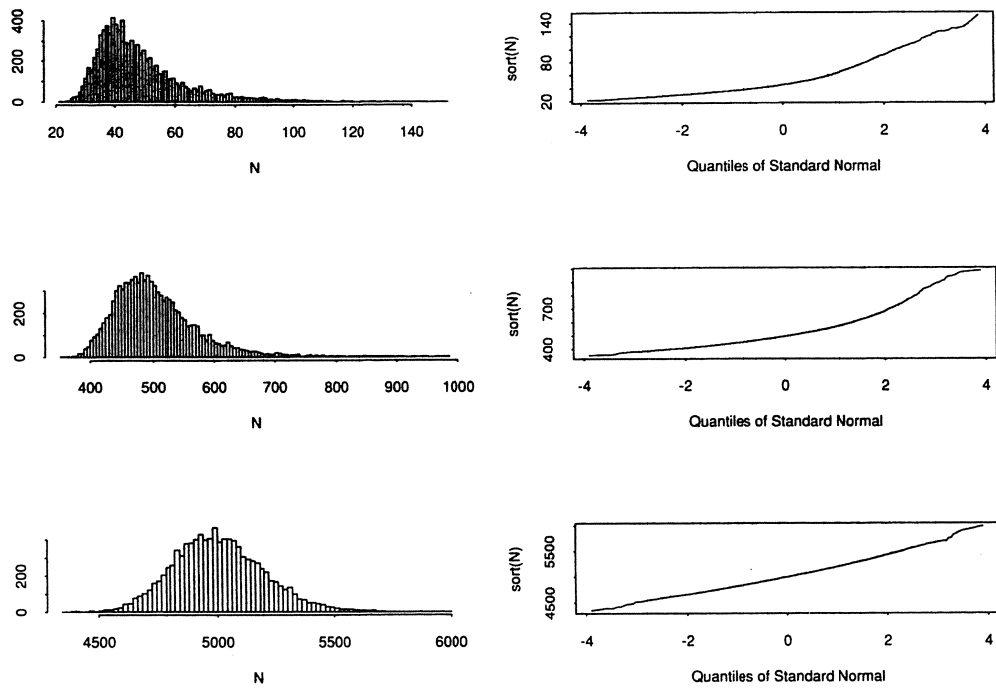 0 200 400
20 40 60 80 100 120 140
N
sort(N)
20 80 140
-4 -2 0 2 4
Quantiles of Standard Normal
0 200
400 500 600 700 800 900 1000
N
sort(N)
400 700
-4 -2 0 2 4
Quantiles of Standard Normal
0 200
4500 5000 5500 6000
N
sort(N)
4500 5500
-4 -2 0 2 4
Quantiles of Standard Normal